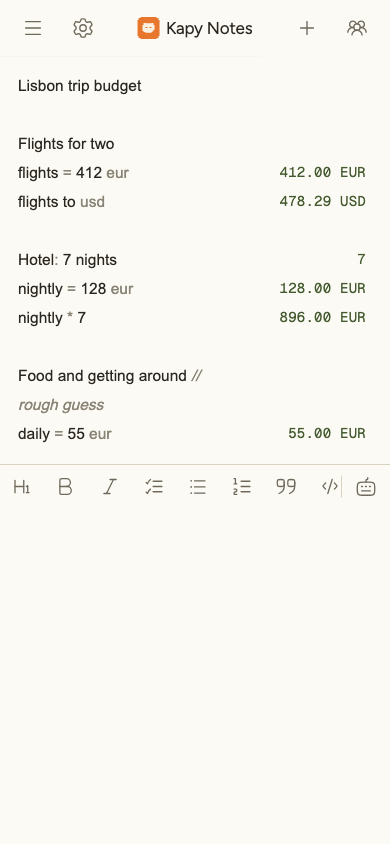 Kapy Notes
Lisbon trip budget
Flights for two
flights = 412 eur 412.00 EUR
flights to usd 478.29 USD
Hotel: 7 nights 7
nightly = 128 eur 128.00 EUR
nightly * 7 896.00 EUR
Food and getting around //
rough guess
daily = 55 eur 55.00 EUR
H1 B I